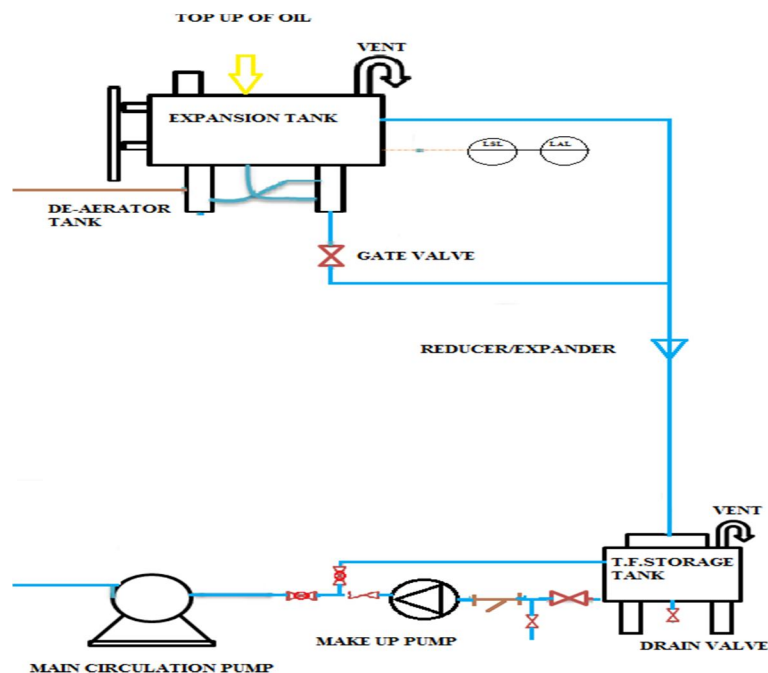 TOP UP OF OIL
VENT
EXPANSION TANK
LSL
LAL
DE-AERATOR
TANK
GATE VALVE
REDUCER/EXPANDER
VENT
T.F.STORAGE
TANK
MAKE UP PUMP
DRAIN VALVE
MAIN CIRCULATION PUMP